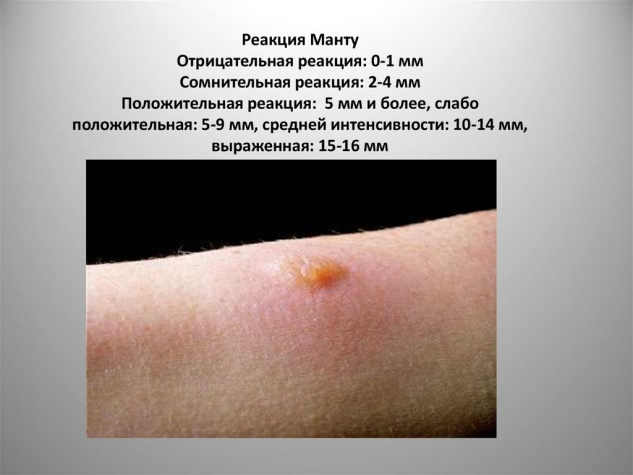 Реакция Манту
Отрицательная реакция: 0-1 мм
Сомнительная реакция: 2-4 мм
Положительная реакция:  5 мм и более, слабо
положительная: 5-9 мм, средней интенсивности: 10-14 мм,
выраженная: 15-16 мм